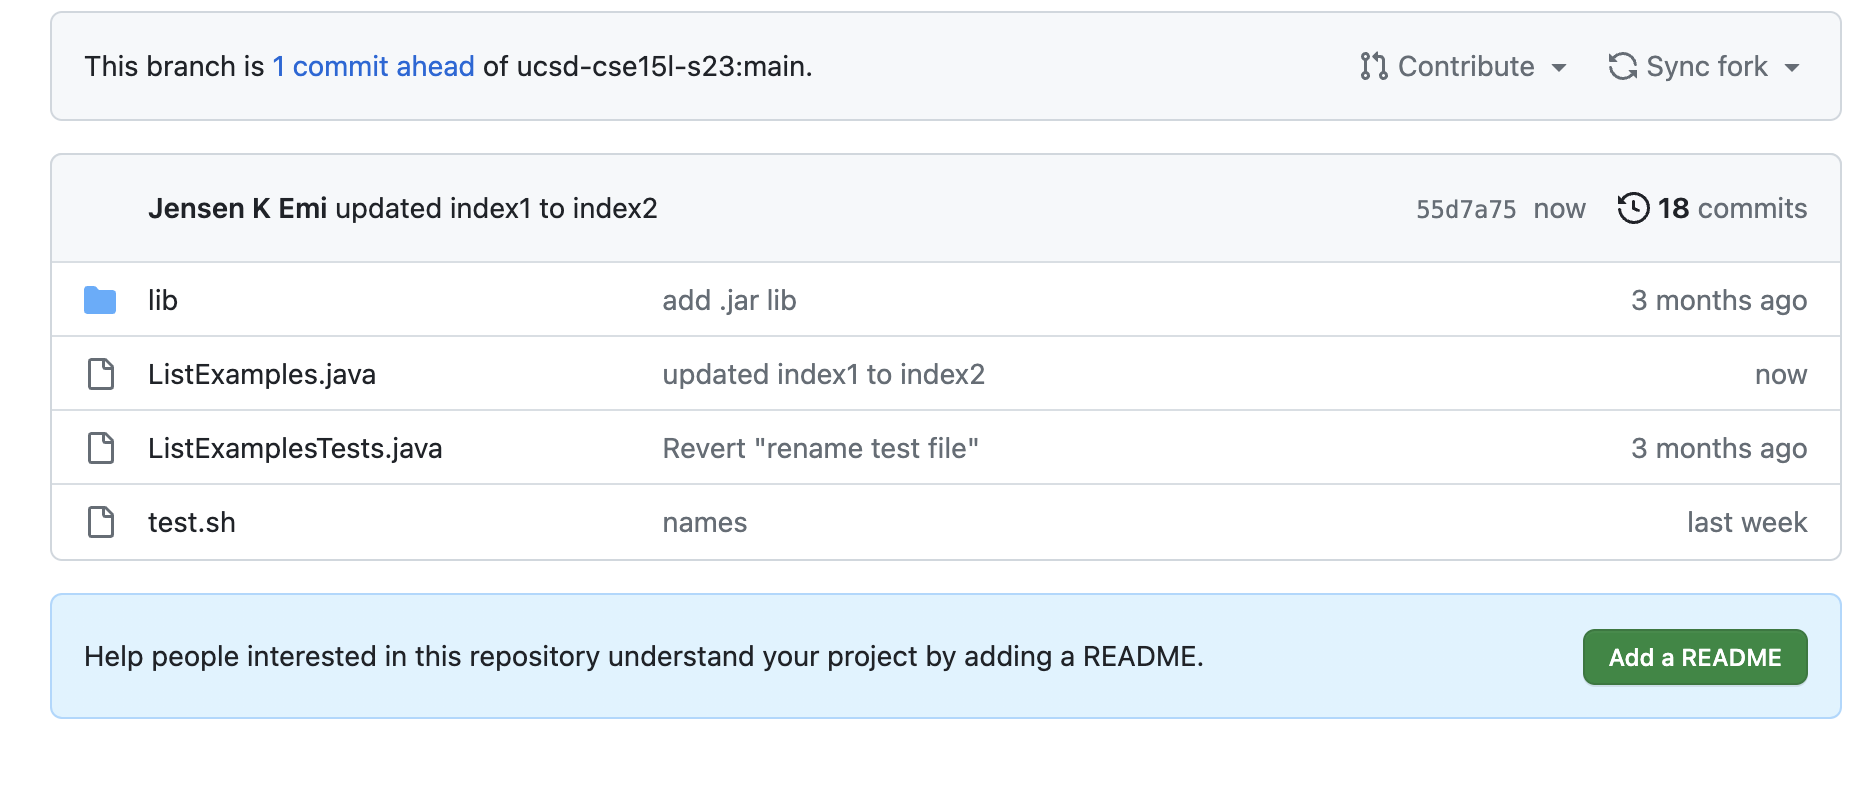 This branch is 1 commit ahead of ucsd-cse15l-s23:main. Contribute Sync fork
Jensen K Emi updated index1 to index2 55d7a75 now 18 commits
lib add .jar lib 3 months ago
ListExamples.java updated index1 to index2 now
ListExamplesTests.java Revert "rename test file" 3 months ago
test.sh names last week
Help people interested in this repository understand your project by adding a README. Add a README